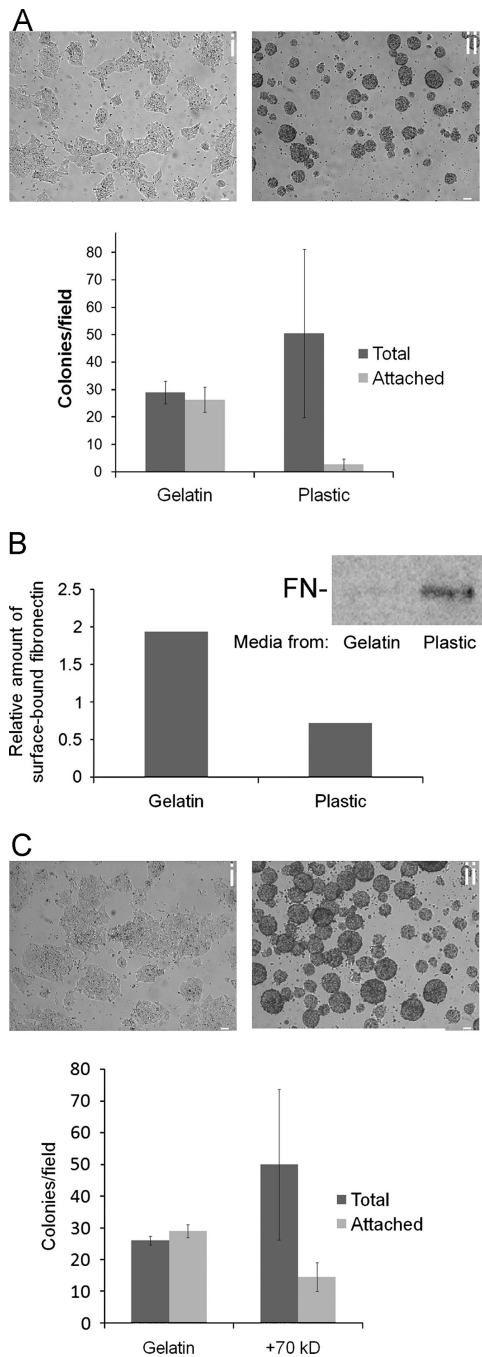 A
i
ii
80
70
60
50
40
30
20
10
0
Colonies/field
Total
Attached
Gelatin
Plastic
B
2.5
2
1.5
1
0.5
0
Relative amount of
surface-bound fibronectin
FN-
Media from: Gelatin Plastic
Gelatin
Plastic
C
i
ii
80
70
60
50
40
30
20
10
0
Colonies/field
Total
Attached
Gelatin
+70 kD